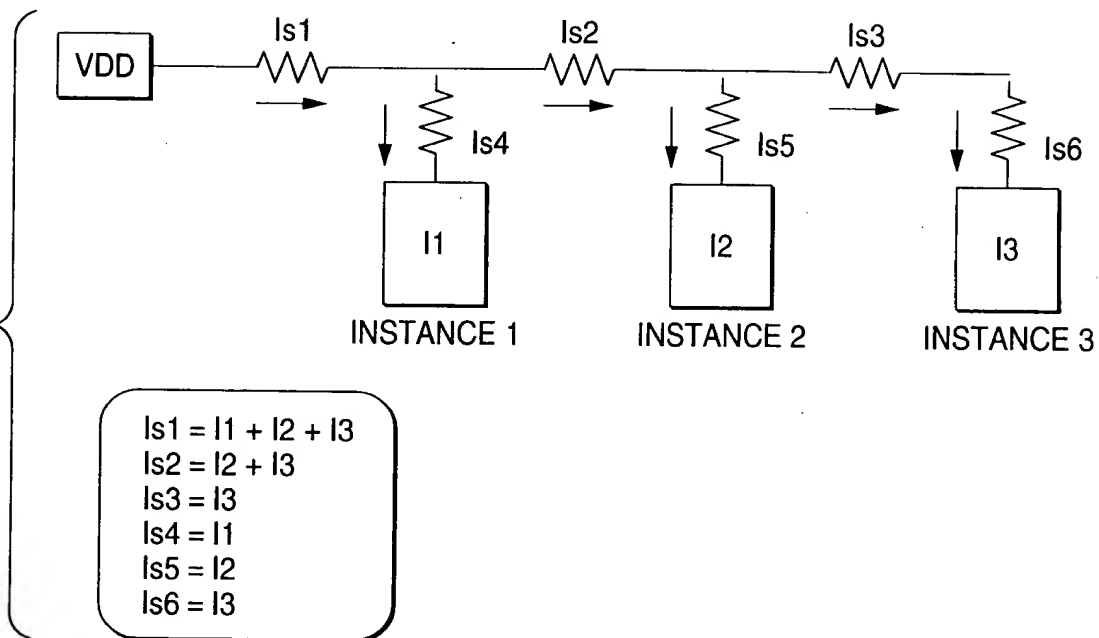 Is1
Is2
Is3
VDD
Is4
Is5
Is6
I1
I2
I3
INSTANCE 1
INSTANCE 2
INSTANCE 3
Is1 = I1 + I2 + I3
Is2 = I2 + I3
Is3 = I3
Is4 = I1
Is5 = I2
Is6 = I3